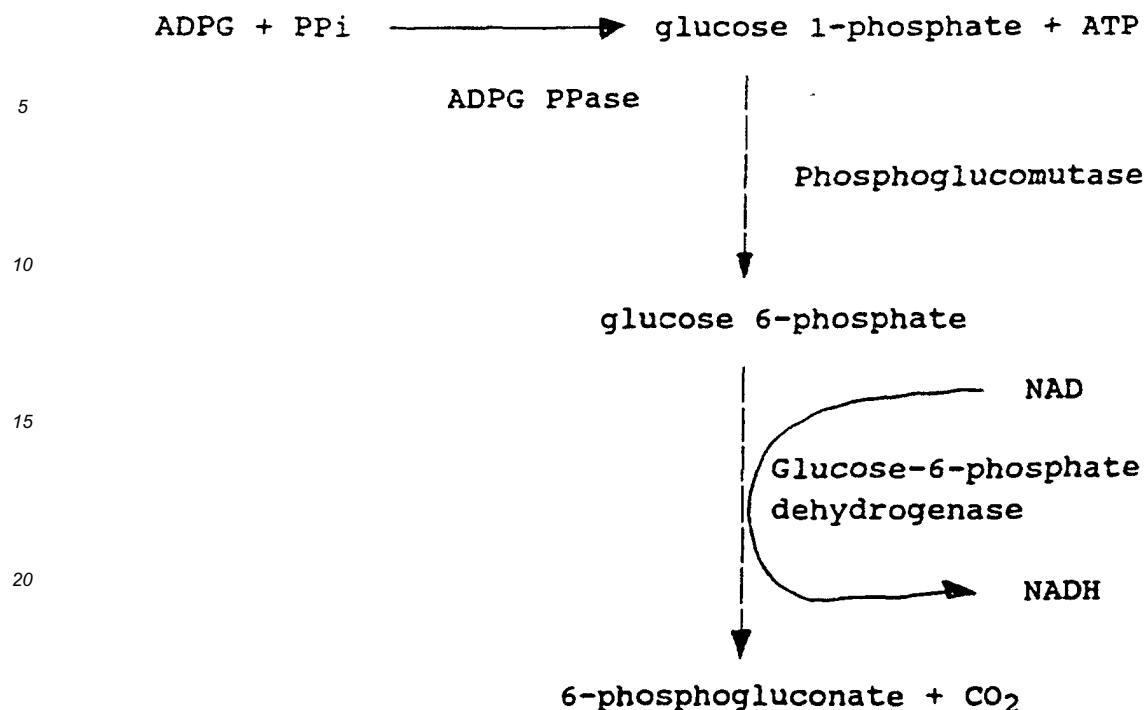 ADPG + PPi glucose 1-phosphate + ATP
5
ADPG PPase
Phosphoglucomutase
10
glucose 6-phosphate
NAD
15
Glucose-6-phosphate
dehydrogenase
20
NADH
6-phosphogluconate + CO₂